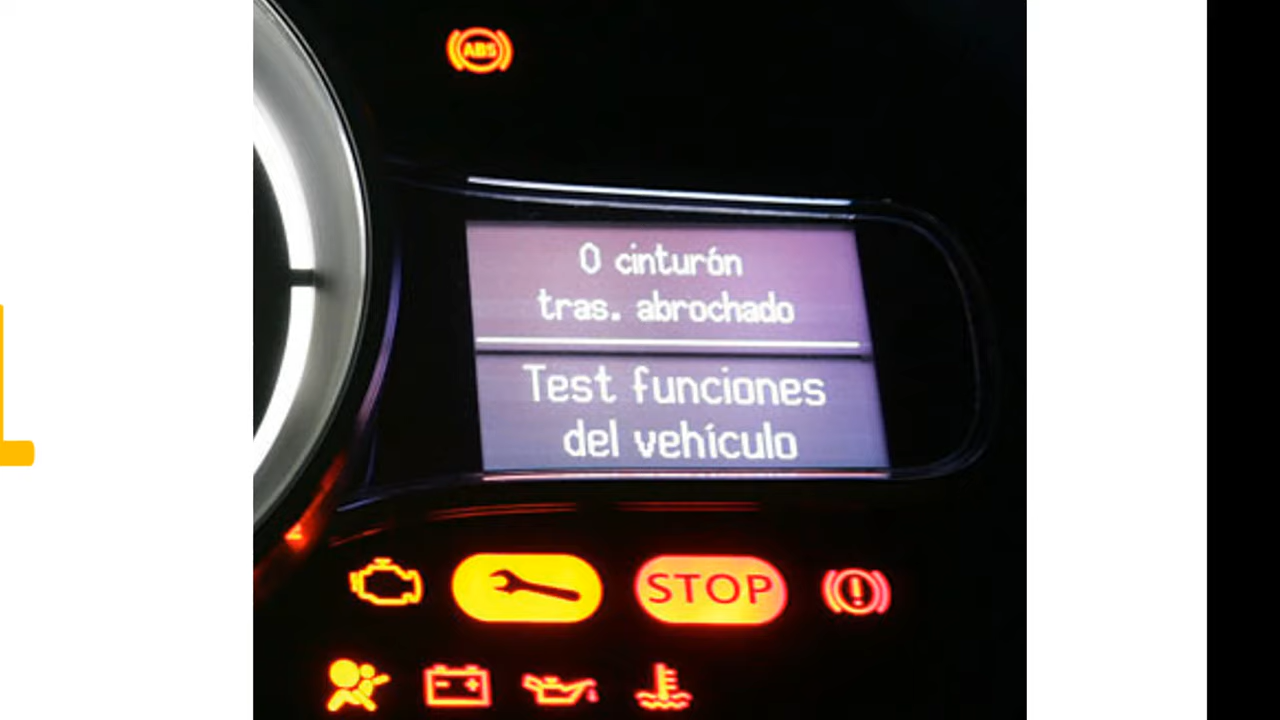 ABS
0 cinturón
tras. abrochado
Test funciones
del vehículo
STOP